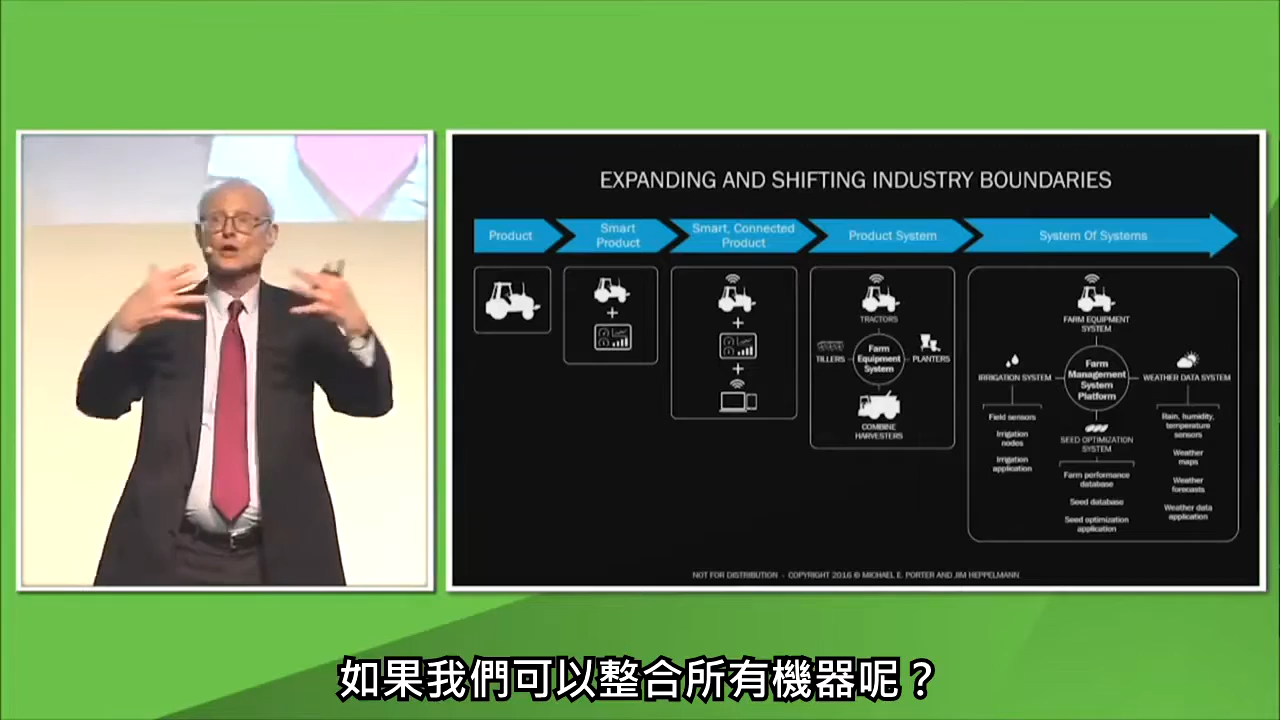 EXPANDING AND SHIFTING INDUSTRY BOUNDARIES
Product
Smart
Product
Smart, Connected
Product
Product System
System Of Systems
TRACTORS
TILLERS
Farm
Equipment
System
PLANTERS
COMBINE
HARVESTERS
FARM EQUIPMENT
SYSTEM
IRRIGATION SYSTEM
Field sensors
Irrigation
nodes
Irrigation
application
Farm
Management
System
Platform
SEED OPTIMIZATION
SYSTEM
Farm performance
database
Seed database
Seed optimization
application
WEATHER DATA SYSTEM
Rain, humidity,
temperature
sensors
Weather
maps
Weather
forecasts
Weather data
application
NOT FOR DISTRIBUTION - COPYRIGHT 2016 © MICHAEL E. PORTER AND JIM HEPPELMANN
如果我們可以整合所有機器呢？